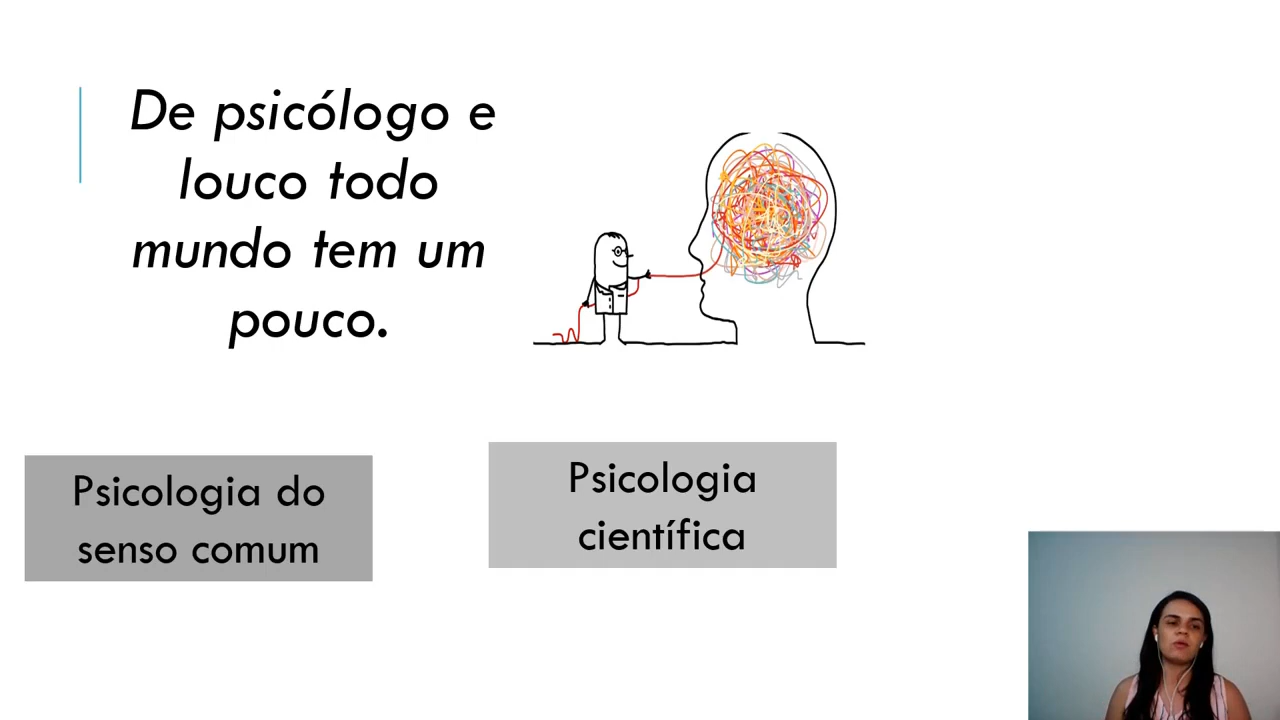 De psicólogo e
louco todo
mundo tem um
pouco.
Psicologia do
senso comum
Psicologia
científica